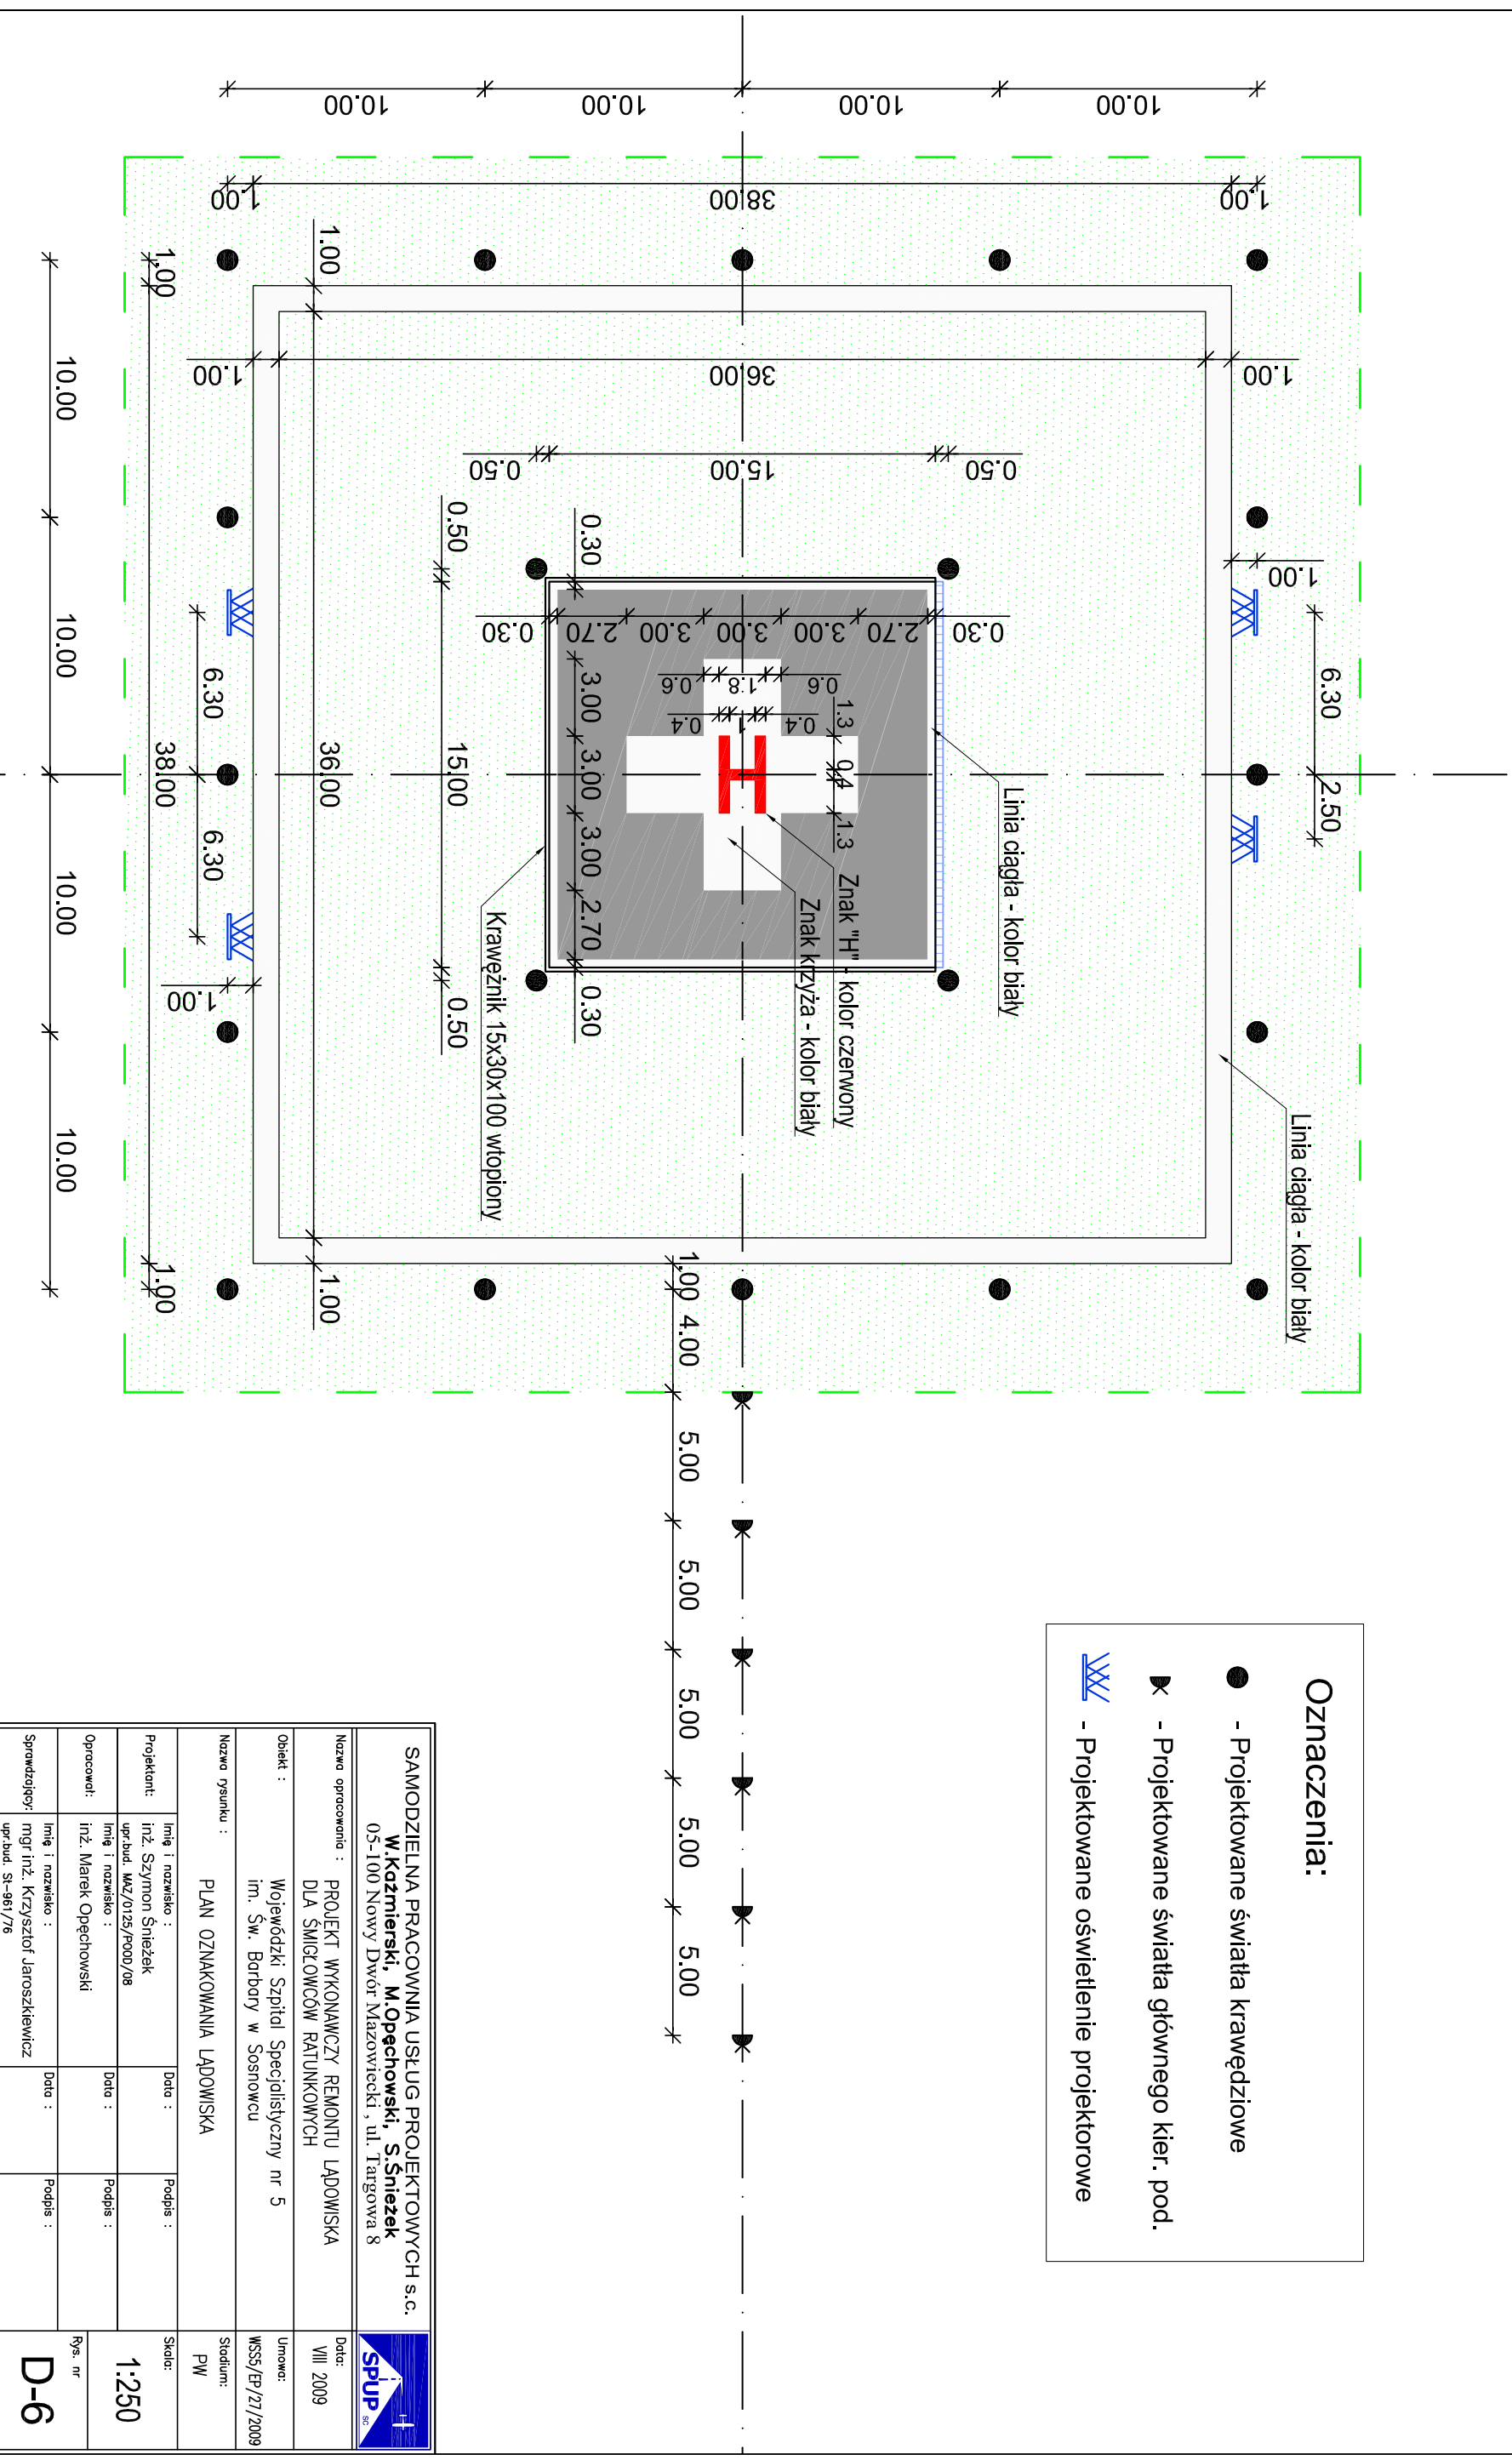 10.00
10.00
10.00
10.00
1.00
38.00
1.00
1.00
36.00
1.00
0.50
15.00
0.50
0.30
2.70
3.00
3.00
3.00
2.70
0.30
0.6
1.8
0.6
0.4
1
0.4
1.00
6.30
2.50
1.3
0.4
1.3
0.30
3.00
3.00
3.00
2.70
0.30
0.50
15.00
0.50
1.00
36.00
1.00
6.30
6.30
1.00
1.00
38.00
1.00
10.00
10.00
10.00
10.00
1.00
4.00
5.00
5.00
5.00
5.00
5.00
Linia ciągła - kolor biały
Linia ciągła - kolor biały
Znak "H" - kolor czerwony
Znak krzyża - kolor biały
Krawężnik 15x30x100 wtopiony
H
Oznaczenia:
- Projektowane światła krawędziowe
- Projektowane światła głównego kier. pod.
- Projektowane oświetlenie projektorowe
SAMODZIELNA PRACOWNIA USŁUG PROJEKTOWYCH s.c.
W.Kaźmierski, M.Opęchowski, S.Śnieżek
05-100 Nowy Dwór Mazowiecki , ul. Targowa 8
SPUP sc
Nazwa opracowania :
PROJEKT WYKONAWCZY REMONTU LĄDOWISKA
DLA ŚMIGŁOWCÓW RATUNKOWYCH
Data:
VIII 2009
Obiekt :
Wojewódzki Szpital Specjalistyczny nr 5
im. Św. Barbary w Sosnowcu
Umowa:
WSS5/EP/27/2009
Nazwa rysunku :
PLAN OZNAKOWANIA LĄDOWISKA
Stadium:
PW
Projektant:
Imię i nazwisko :
inż. Szymon Śnieżek
upr.bud. MAZ/0125/POOD/08
Data :
Podpis :
Skala:
1:250
Opracował:
Imię i nazwisko :
inż. Marek Opęchowski
Data :
Podpis :
Sprawdzający:
Imię i nazwisko :
mgr inż. Krzysztof Jaroszkiewicz
upr.bud. St-961/76
Data :
Podpis :
Rys. nr
D-6